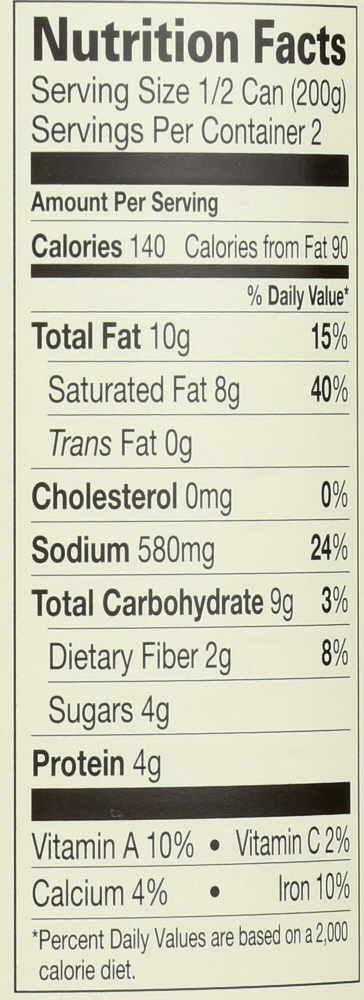 Nutrition Facts
Serving Size 1/2 Can (200g)
Servings Per Container 2
Amount Per Serving
Calories 140 Calories from Fat 90
% Daily Value*
Total Fat 10g 15%
Saturated Fat 8g 40%
Trans Fat 0g
Cholesterol 0mg 0%
Sodium 580mg 24%
Total Carbohydrate 9g 3%
Dietary Fiber 2g 8%
Sugars 4g
Protein 4g
Vitamin A 10% • Vitamin C 2%
Calcium 4% • Iron 10%
*Percent Daily Values are based on a 2,000
calorie diet.